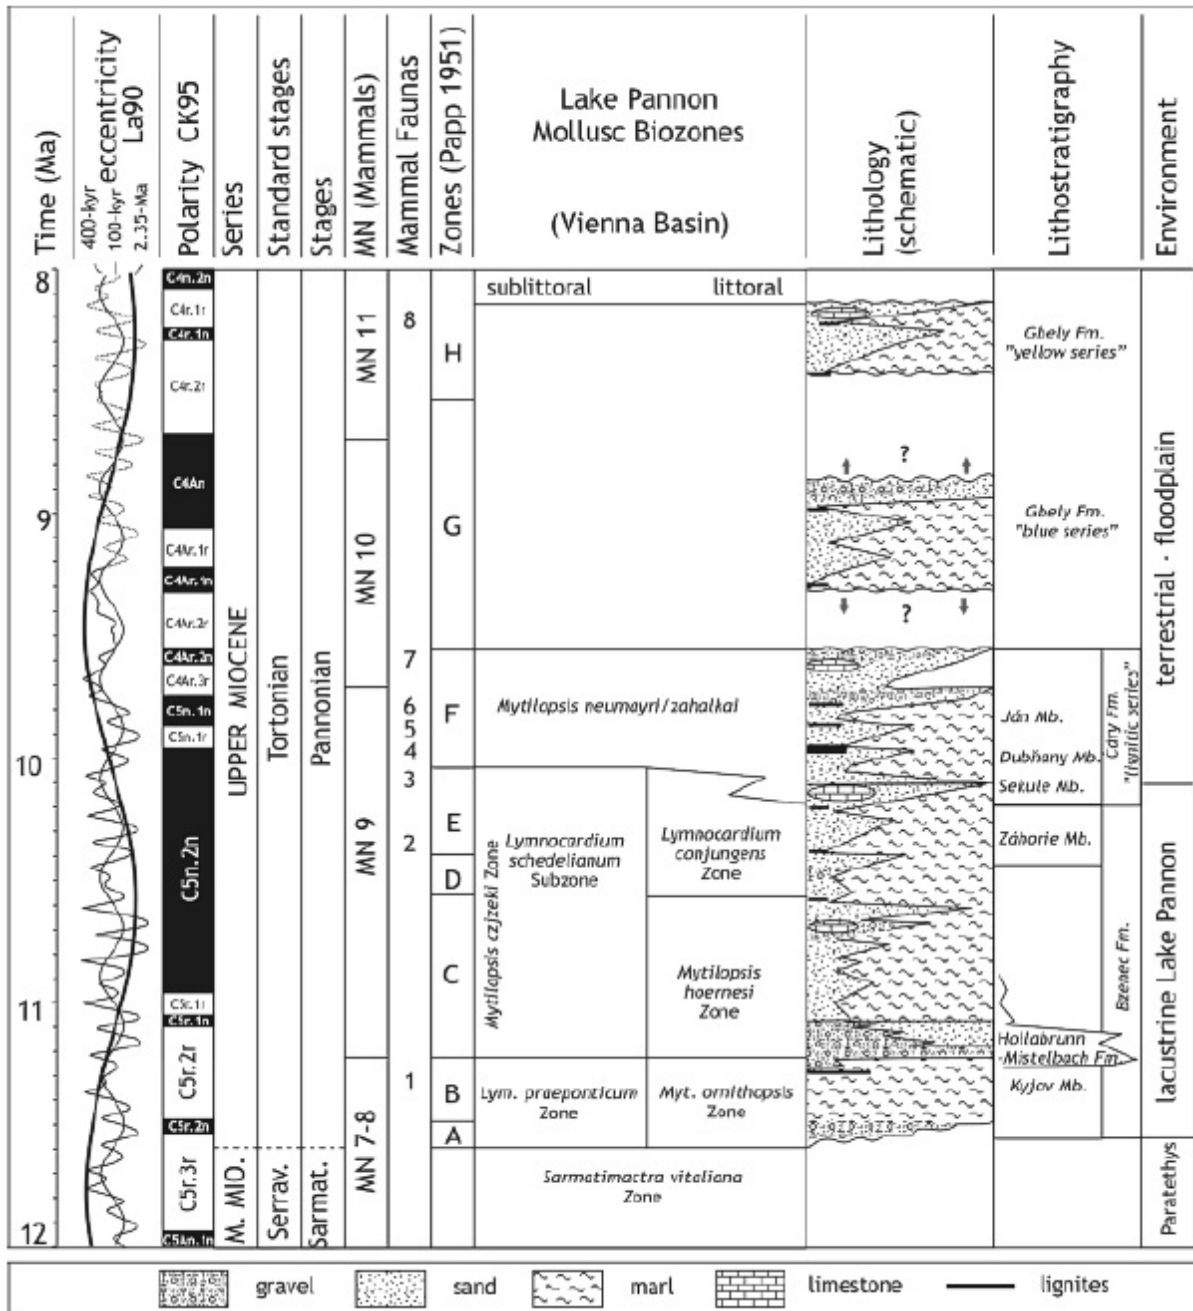 Time (Ma)
400-kyr
100-kyr
2.35-Ma
eccentricity
La90
Polarity CK95
Series
Standard stages
Stages
MN (Mammals)
Mammal Faunas
Zones (Papp 1951)
Lake Pannon
Mollusc Biozones
(Vienna Basin)
Lithology
(schematic)
Lithostratigraphy
Environment
8
9
10
11
12
C4n.2n
C4r.1r
C4r.1n
C4r.2r
C4An
C4Ar.1r
C4Ar.1n
C4Ar.2r
C4Ar.2n
C4Ar.3r
C5n.1n
C5n.1r
C5n.2n
C5r.1r
C5r.1n
C5r.2r
C5r.2n
C5r.3r
C5An.1n
UPPER MIOCENE
M. MIO.
Tortonian
Serrav.
Pannonian
Sarmat.
MN 11
MN 10
MN 9
MN 7-8
8
7
6
5
4
3
2
1
H
G
F
E
D
C
B
A
sublittoral littoral
Mytilopsis neumayri/zahalkai
Mytilopsis czjzeki Zone
Lymnocardium
schedelianum
Subzone
Lymnocardium
conjungens
Zone
Mytilopsis
hoernesi
Zone
Lym. praeponticum
Zone
Myt. ornithopsis
Zone
Sarmatimactra vitaliana
Zone
?
?
Gbely Fm.
"yellow series"
Gbely Fm.
"blue series"
Ján Mb.
Dubňany Mb.
Sekule Mb.
Čáry Fm.
"lignitic series"
Záhorie Mb.
Bzenec Fm.
Hollabrunn
-Mistelbach Fm.
Kyjov Mb.
terrestrial - floodplain
lacustrine Lake Pannon
Paratethys
gravel sand marl limestone lignites